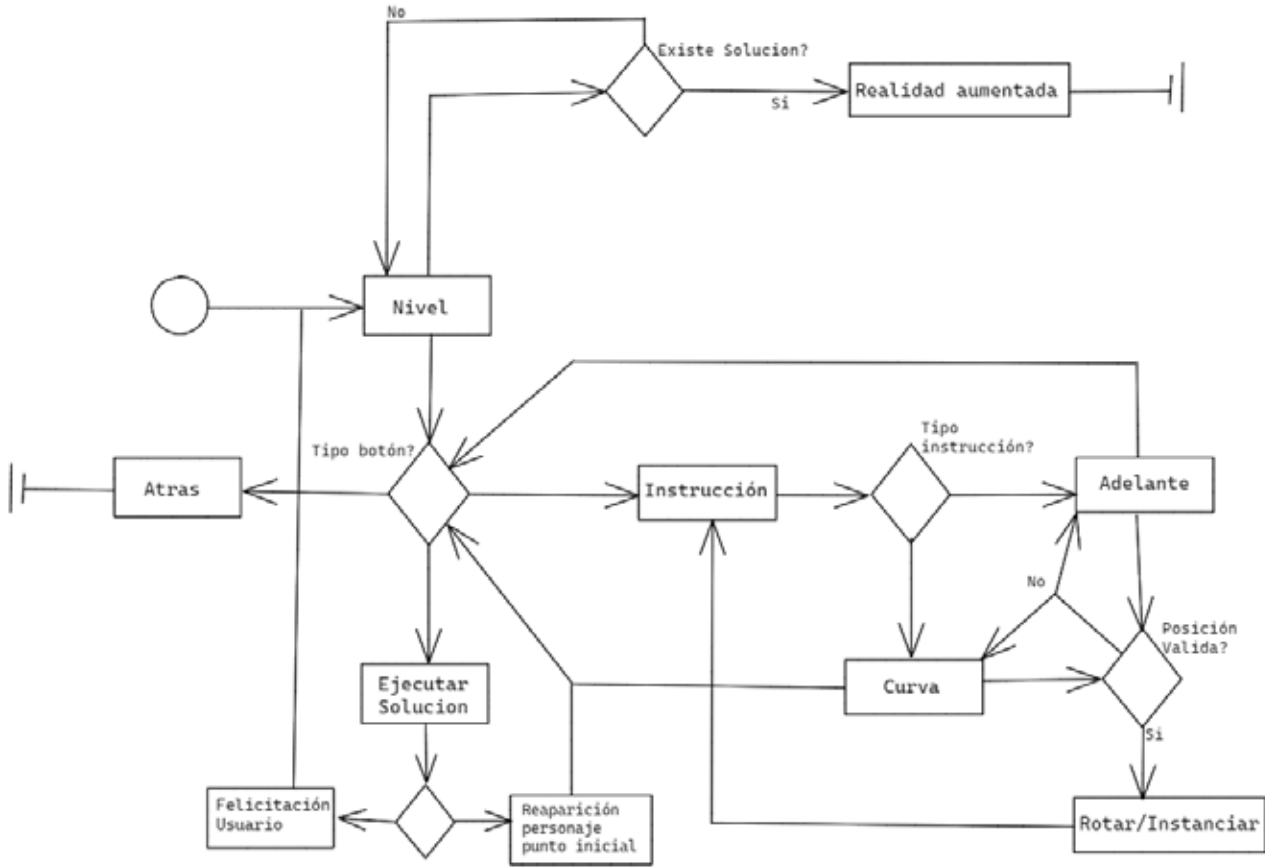 No
Existe Solucion?
Realidad aumentada
Si
Nivel
Tipo botón?
Tipo
instrucción?
Atras
Instrucción
Adelante
No
Posición
Valida?
Ejecutar
Solucion
Curva
Si
Felicitación
Usuario
Reaparición
personaje
punto inicial
Rotar/Instanciar